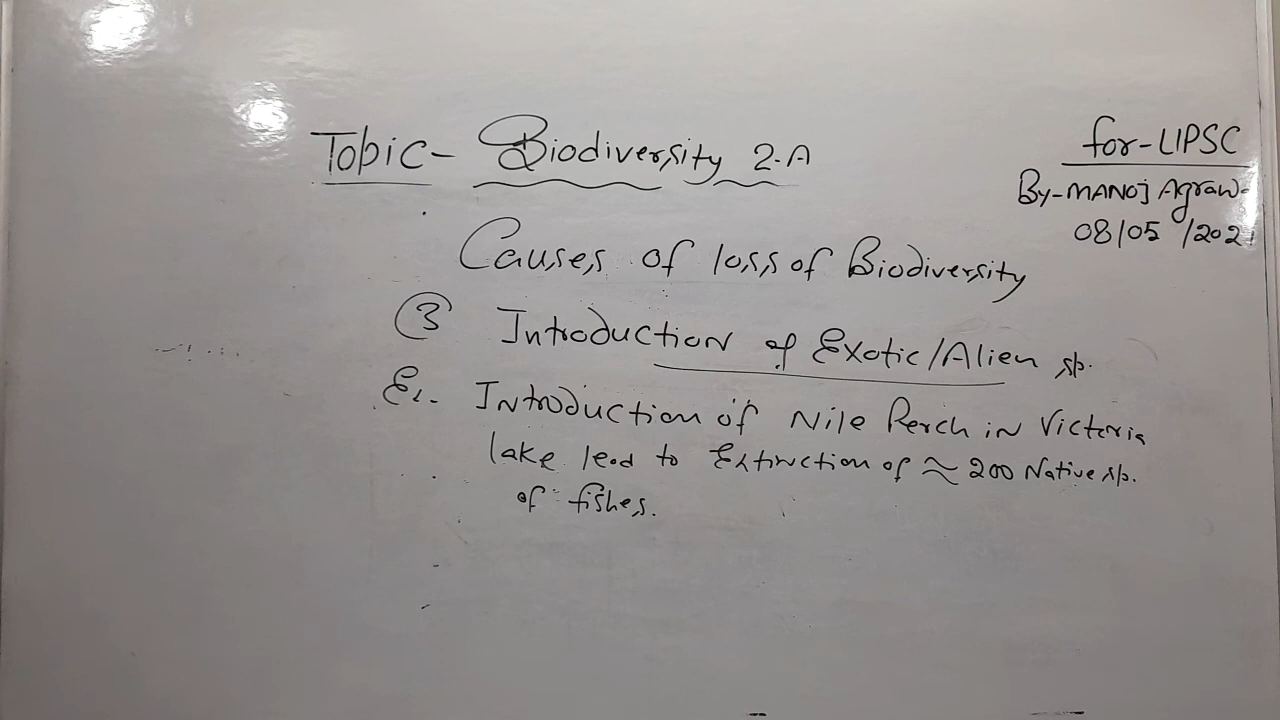 Topic- Biodiversity 2.A
for-UPSC
By-MANOJ Agraw
08/05/202
Causes of loss of Biodiversity
③ Introduction of Exotic/Alien sp.
Ex- Introduction of Nile Perch in Victoria
lake lead to Extinction of ≈ 200 Native sp.
of fishes.